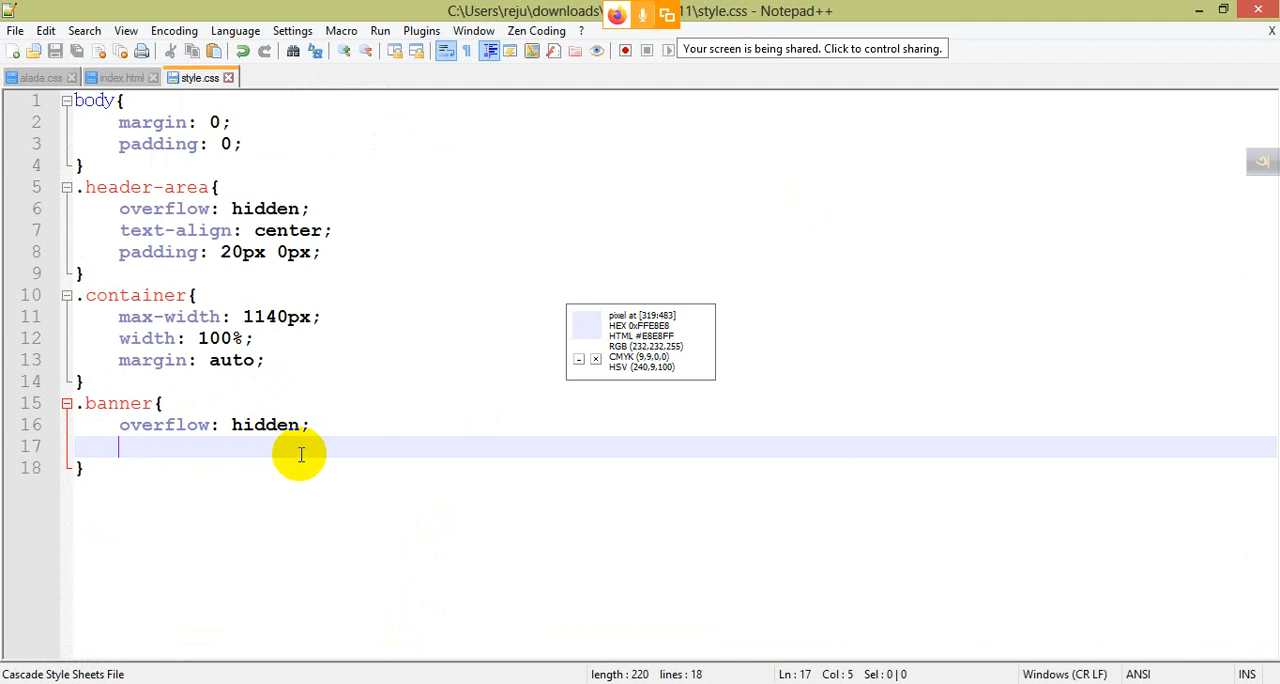 C:\Users\reju\downloads\ 11\style.css - Notepad++
File Edit Search View Encoding Language Settings Macro Run Plugins Window Zen Coding ? X
Your screen is being shared. Click to control sharing.
alada.css index.html style.css
1 body{
2 margin: 0;
3 padding: 0;
4 }
5 .header-area{
6 overflow: hidden;
7 text-align: center;
8 padding: 20px 0px;
9 }
10 .container{
11 max-width: 1140px;
12 width: 100%;
13 margin: auto;
14 }
15 .banner{
16 overflow: hidden;
17
18 }
pixel at [319:483]
HEX 0xFFE8E8
HTML #E8E8FF
RGB (232,232,255)
CMYK (9,9,0,0)
HSV (240,9,100)
অ
Cascade Style Sheets File length : 220 lines : 18 Ln : 17 Col : 5 Sel : 0 | 0 Windows (CR LF) ANSI INS